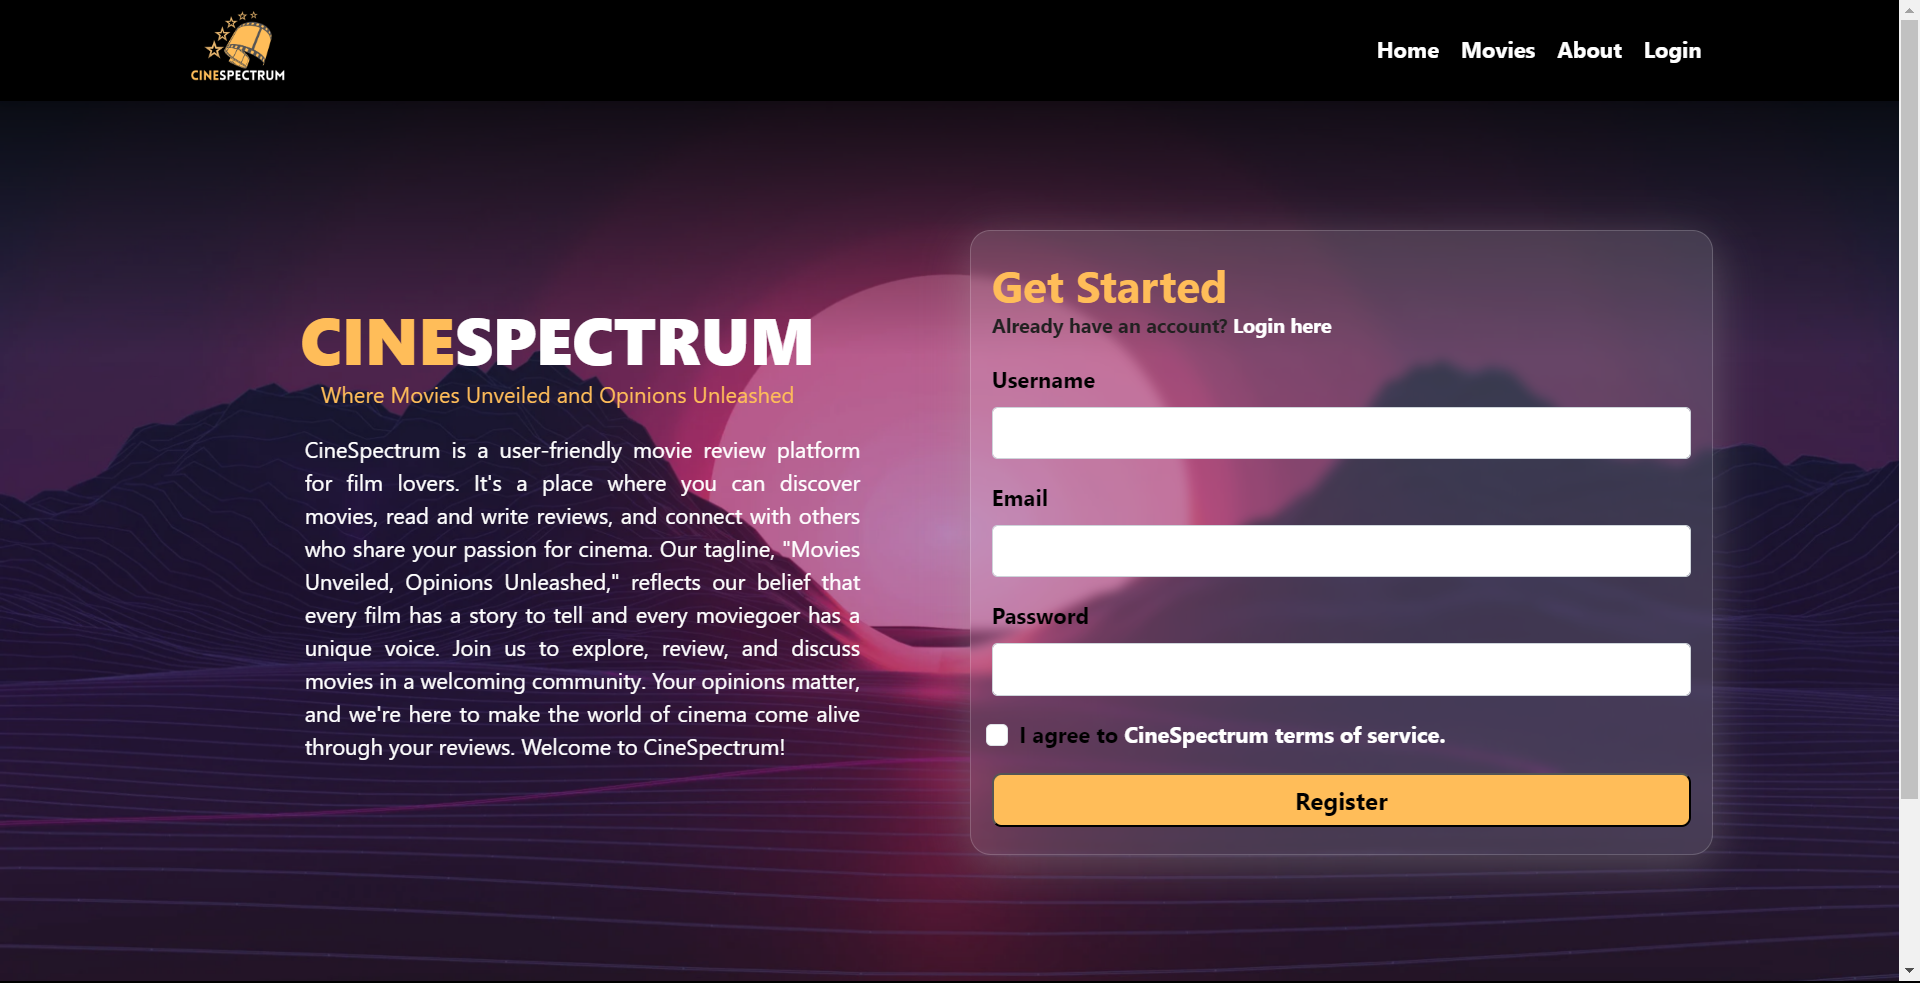 CINESPECTRUM
Home Movies About Login
CINESPECTRUM
Where Movies Unveiled and Opinions Unleashed
CineSpectrum is a user-friendly movie review platform
for film lovers. It's a place where you can discover
movies, read and write reviews, and connect with others
who share your passion for cinema. Our tagline, "Movies
Unveiled, Opinions Unleashed," reflects our belief that
every film has a story to tell and every moviegoer has a
unique voice. Join us to explore, review, and discuss
movies in a welcoming community. Your opinions matter,
and we're here to make the world of cinema come alive
through your reviews. Welcome to CineSpectrum!
Get Started
Already have an account? Login here
Username
Email
Password
I agree to CineSpectrum terms of service.
Register